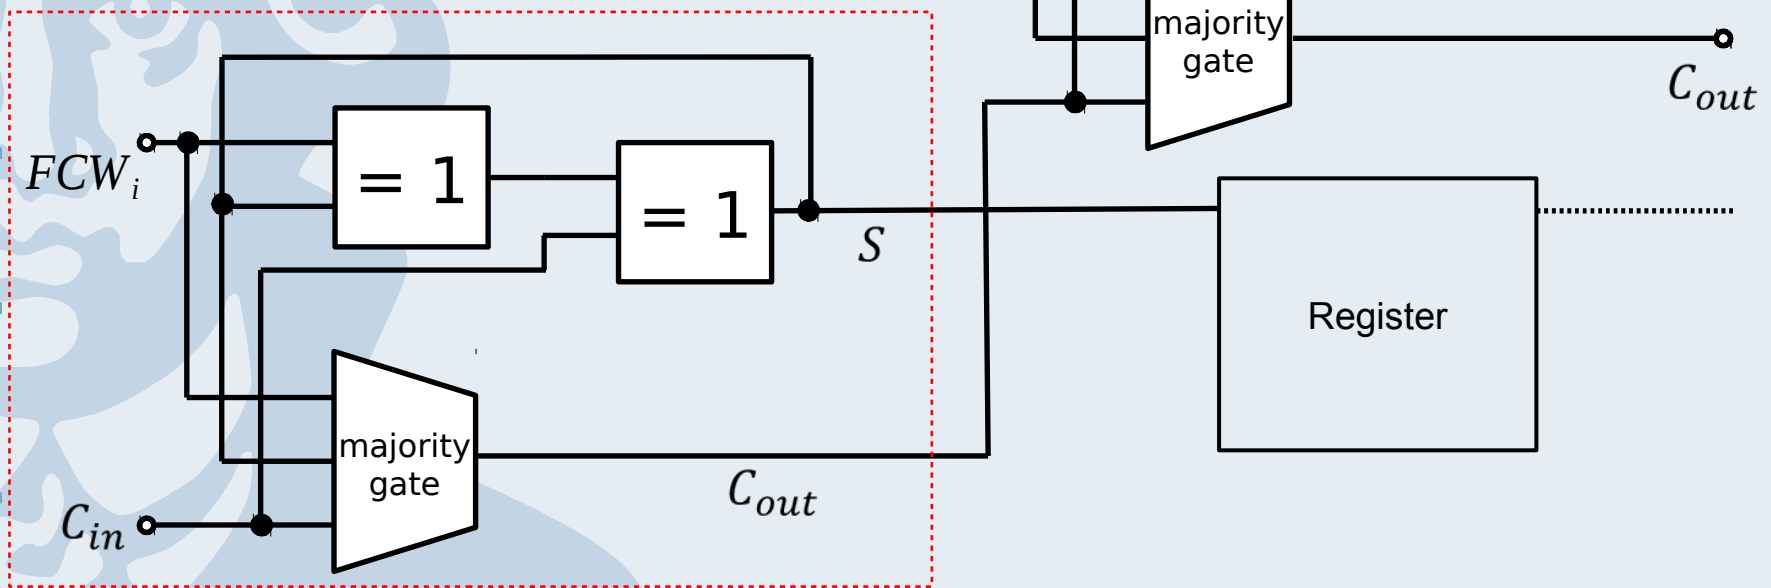 majority
gate
C_out
FCW_i
= 1
= 1
S
Register
majority
gate
C_out
C_in